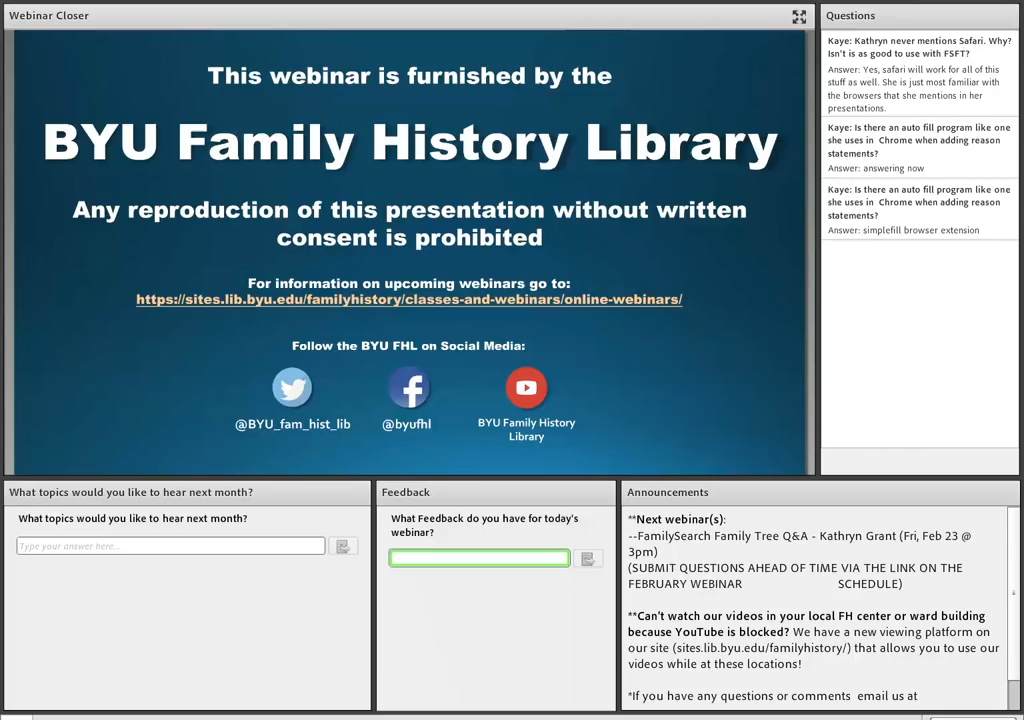 Webinar Closer
This webinar is furnished by the
BYU Family History Library
Any reproduction of this presentation without written
consent is prohibited
For information on upcoming webinars go to:
https://sites.lib.byu.edu/familyhistory/classes-and-webinars/online-webinars/
Follow the BYU FHL on Social Media:
@BYU_fam_hist_lib
@byufhl
BYU Family History
Library
Questions
Kaye: Kathryn never mentions Safari. Why?
Isn't is as good to use with FSFT?
Answer: Yes, safari will work for all of this
stuff as well. She is just most familiar with
the browsers that she mentions in her
presentations.
Kaye: Is there an auto fill program like one
she uses in  Chrome when adding reason
statements?
Answer: answering now
Kaye: Is there an auto fill program like one
she uses in  Chrome when adding reason
statements?
Answer: simplefill browser extension
What topics would you like to hear next month?
What topics would you like to hear next month?
Type your answer here...
Feedback
What Feedback do you have for today's
webinar?
Announcements
**Next webinar(s):
--FamilySearch Family Tree Q&A - Kathryn Grant (Fri, Feb 23 @
3pm)
(SUBMIT QUESTIONS AHEAD OF TIME VIA THE LINK ON THE
FEBRUARY WEBINAR SCHEDULE)
**Can't watch our videos in your local FH center or ward building
because YouTube is blocked? We have a new viewing platform on
our site (sites.lib.byu.edu/familyhistory/) that allows you to use our
videos while at these locations!
*If you have any questions or comments  email us at